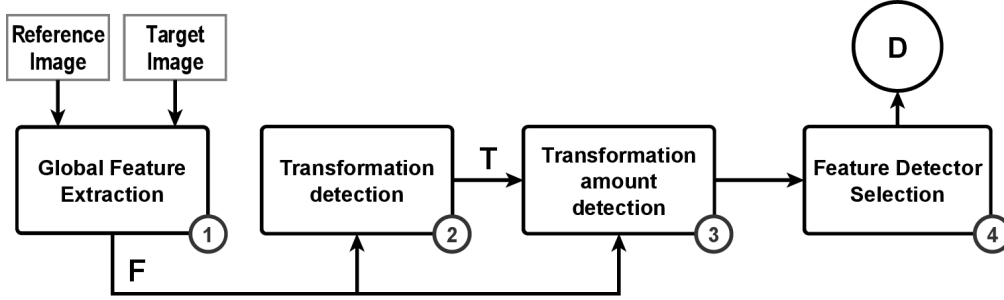 Reference
Image
Target
Image
Global Feature
Extraction
1
F
Transformation
detection
2
T
Transformation
amount
detection
3
Feature Detector
Selection
4
D